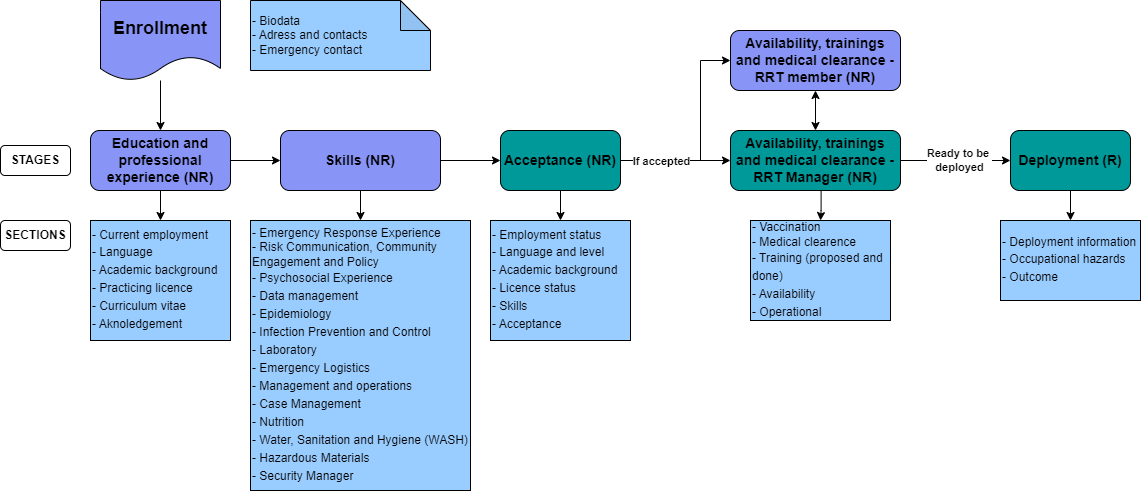 Enrollment
- Biodata
- Adress and contacts
- Emergency contact
STAGES
Education and
professional
experience (NR)
Skills (NR)
Acceptance (NR)
If accepted
Availability, trainings
and medical clearance -
RRT member (NR)
Availability, trainings
and medical clearance -
RRT Manager (NR)
Ready to be
deployed
Deployment (R)
SECTIONS
- Current employment
- Language
- Academic background
- Practicing licence
- Curriculum vitae
- Aknoledgement
- Emergency Response Experience
- Risk Communication, Community
Engagement and Policy
- Psychosocial Experience
- Data management
- Epidemiology
- Infection Prevention and Control
- Laboratory
- Emergency Logistics
- Management and operations
- Case Management
- Nutrition
- Water, Sanitation and Hygiene (WASH)
- Hazardous Materials
- Security Manager
- Employment status
- Language and level
- Academic background
- Licence status
- Skills
- Acceptance
- Vaccination
- Medical clearence
- Training (proposed and
done)
- Availability
- Operational
- Deployment information
- Occupational hazards
- Outcome